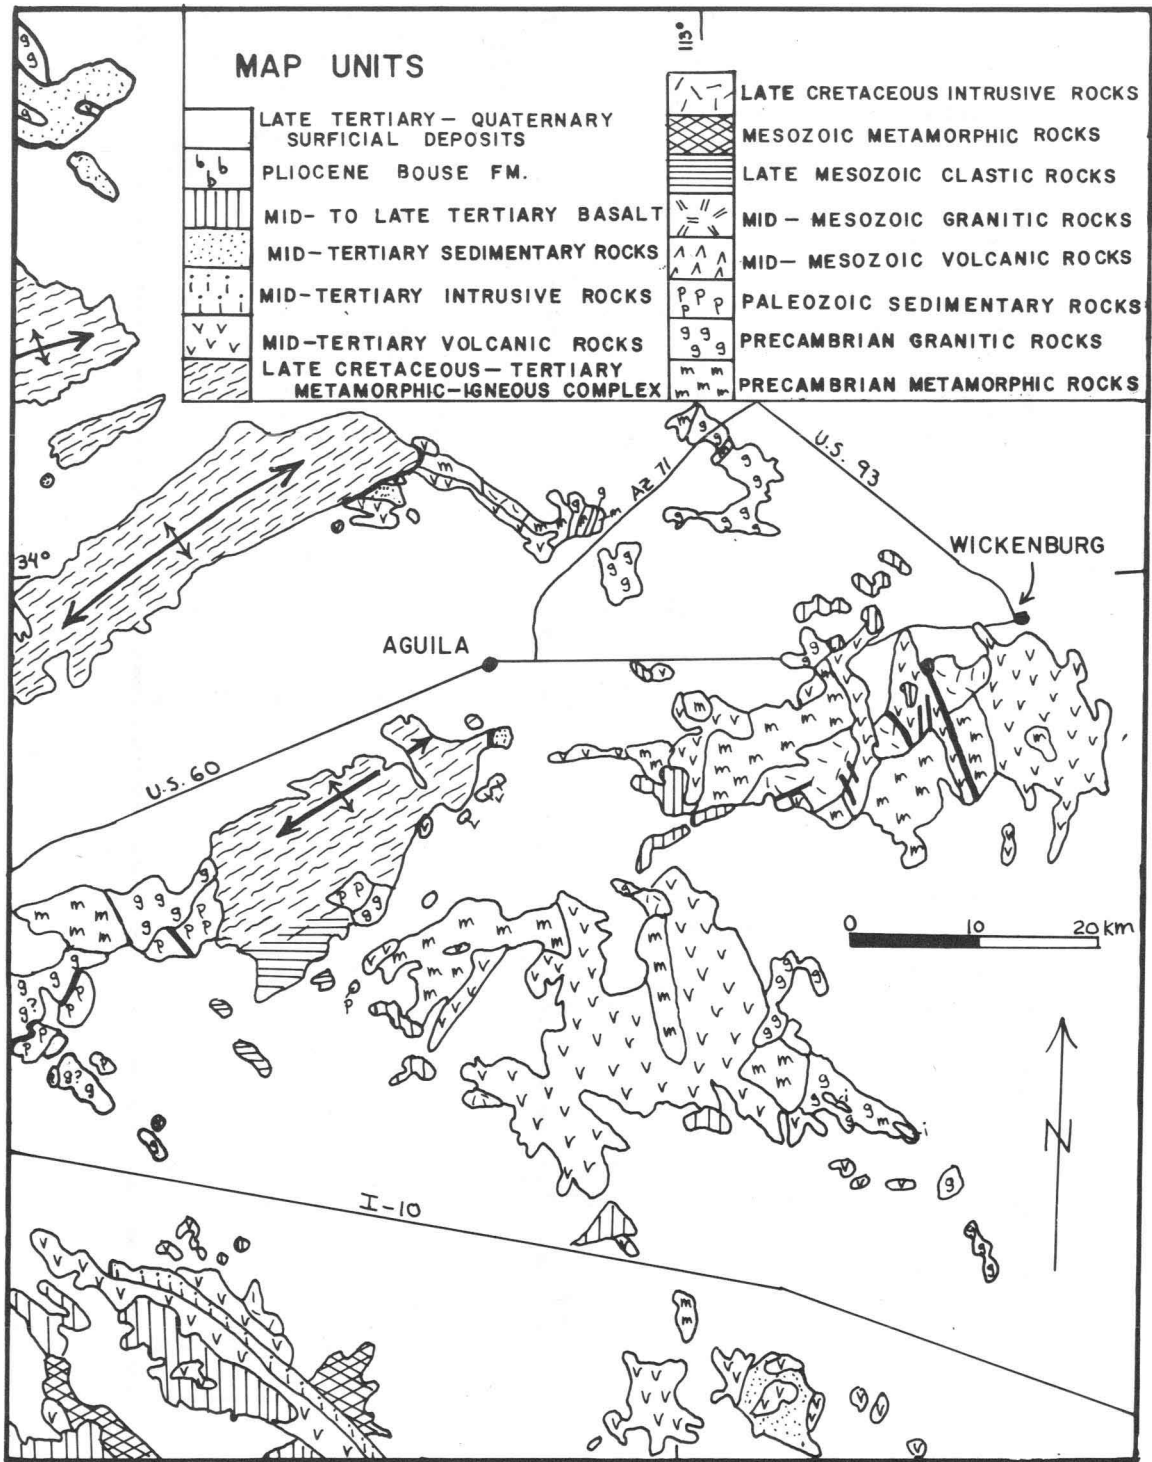 113°
MAP UNITS
LATE TERTIARY – QUATERNARY
SURFICIAL DEPOSITS
PLIOCENE BOUSE FM.
MID- TO LATE TERTIARY BASALT
MID-TERTIARY SEDIMENTARY ROCKS
MID-TERTIARY INTRUSIVE ROCKS
MID-TERTIARY VOLCANIC ROCKS
LATE CRETACEOUS-TERTIARY
METAMORPHIC-IGNEOUS COMPLEX
LATE CRETACEOUS INTRUSIVE ROCKS
MESOZOIC METAMORPHIC ROCKS
LATE MESOZOIC CLASTIC ROCKS
MID-MESOZOIC GRANITIC ROCKS
MID-MESOZOIC VOLCANIC ROCKS
PALEOZOIC SEDIMENTARY ROCKS
PRECAMBRIAN GRANITIC ROCKS
PRECAMBRIAN METAMORPHIC ROCKS
AZ 71
U.S. 93
34°
WICKENBURG
AGUILA
U.S. 60
0 10 20 km
N
I-10